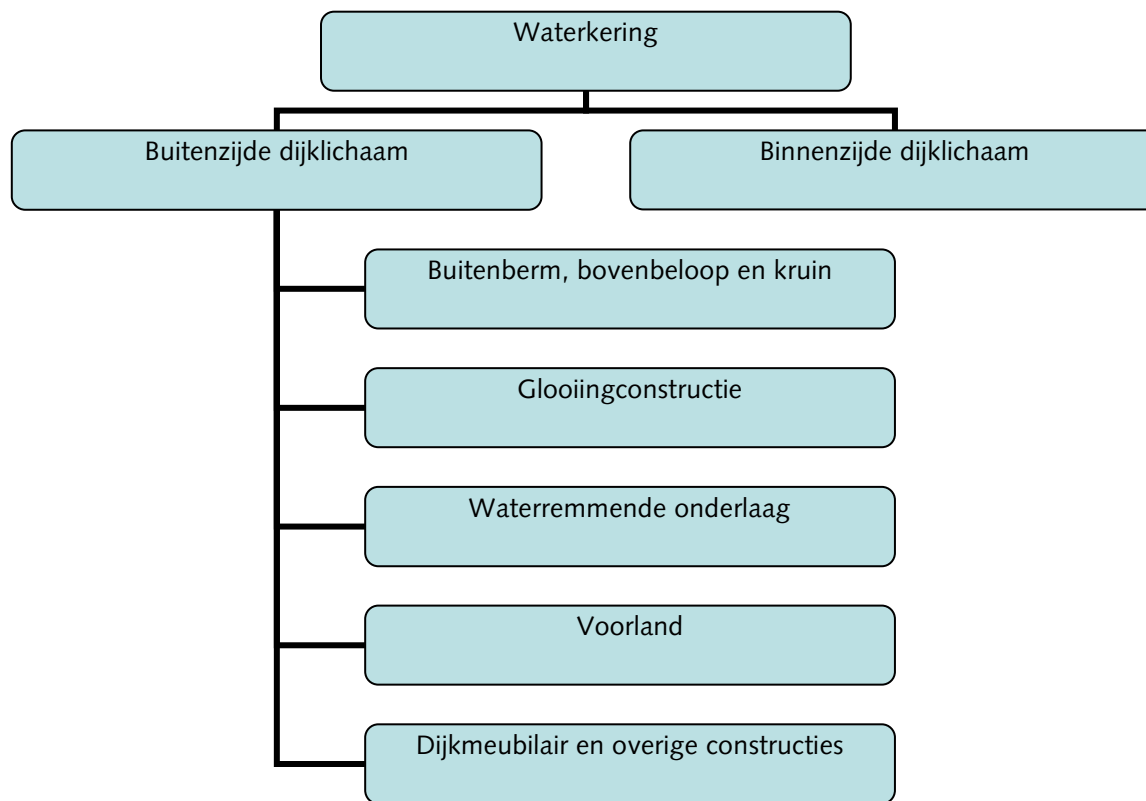 Waterkering
Buitenzijde dijklichaam
Binnenzijde dijklichaam
Buitenberm, bovenbeloop en kruin
Glooiingconstructie
Waterremmende onderlaag
Voorland
Dijkmeubilair en overige constructies